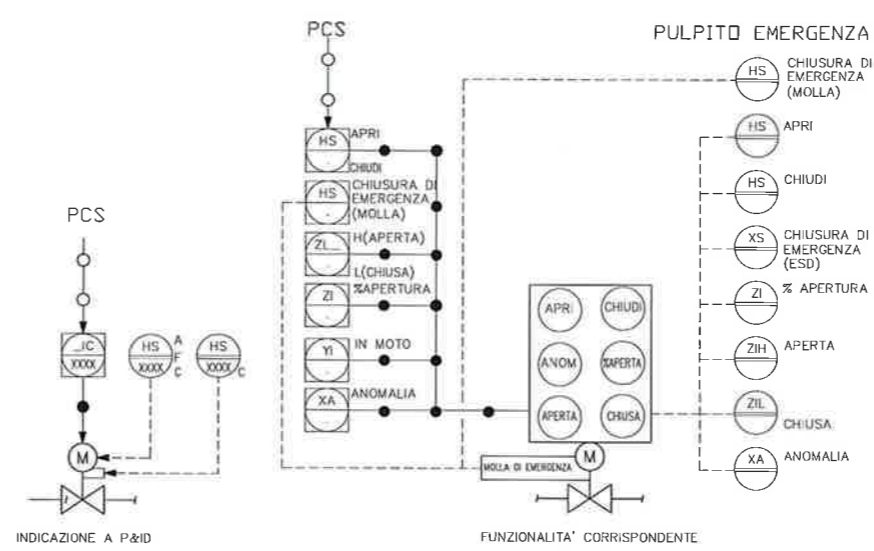 PCS
_IC
XXXX
HS
XXXX
A
F
C
HS
XXXX
C
M
INDICAZIONE A P&ID
PCS
HS
APRI
CHIUDI
HS
CHIUSURA DI
EMERGENZA
(MOLLA)
ZL_
H(APERTA)
L(CHIUSA)
ZI
%APERTURA
YI
IN MOTO
XA
ANOMALIA
APRI
CHIUDI
ANOM
%APERTA
APERTA
CHIUSA
MOLLA DI EMERGENZA
M
FUNZIONALITA' CORRISPONDENTE
PULPITO EMERGENZA
HS
CHIUSURA DI
EMERGENZA
(MOLLA)
HS
APRI
HS
CHIUDI
XS
CHIUSURA DI
EMERGENZA
(ESD)
ZI
% APERTURA
ZIH
APERTA
ZIL
CHIUSA
XA
ANOMALIA